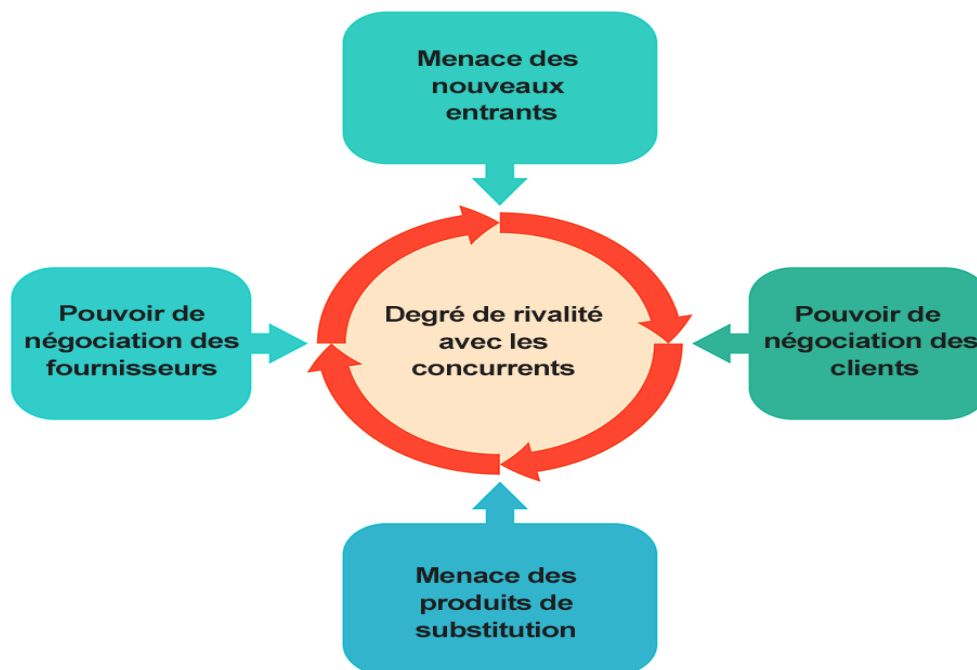 Menace des
nouveaux
entrants
Pouvoir de
négociation des
fournisseurs
Degré de rivalité
avec les
concurrents
Pouvoir de
négociation des
clients
Menace des
produits de
substitution